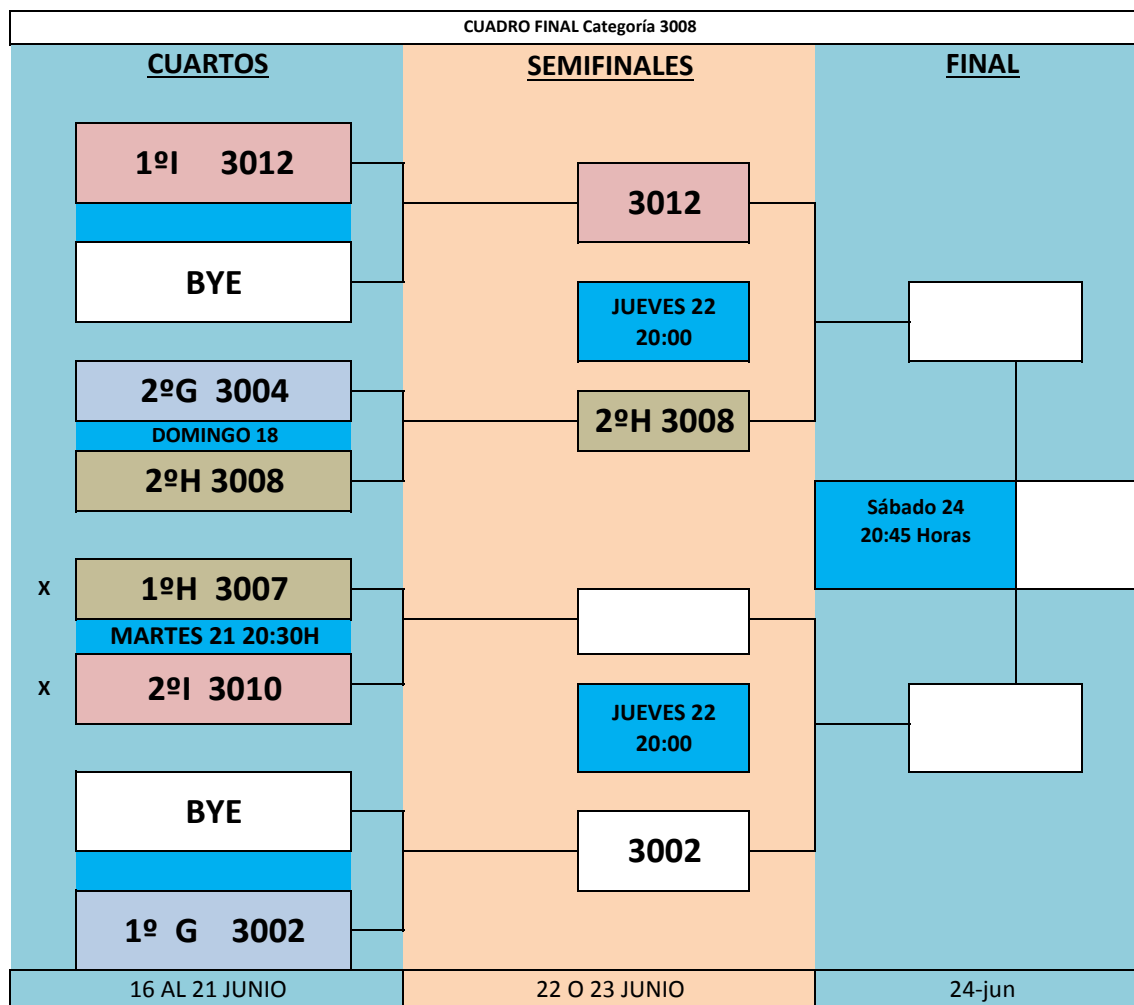 CUADRO FINAL Categoría 3008
CUARTOS
SEMIFINALES
FINAL
1ºI 3012
BYE
2ºG 3004
DOMINGO 18
2ºH 3008
X 1ºH 3007
MARTES 21 20:30H
X 2ºI 3010
BYE
1º G 3002
3012
JUEVES 22
20:00
2ºH 3008
JUEVES 22
20:00
3002
Sábado 24
20:45 Horas
16 AL 21 JUNIO
22 O 23 JUNIO
24-jun